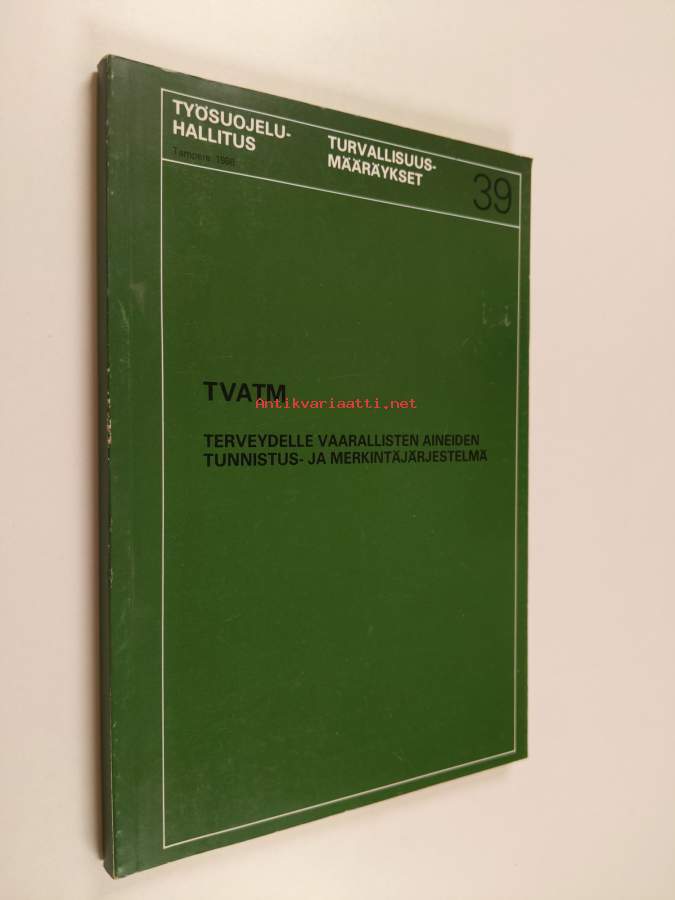 TYÖSUOJELU-
HALLITUS
Tampere 1986
TURVALLISUUS-
MÄÄRÄYKSET
39
TVATM
Antikvariaatti.net
TERVEYDELLE VAARALLISTEN AINEIDEN
TUNNISTUS- JA MERKINTÄJÄRJESTELMÄ